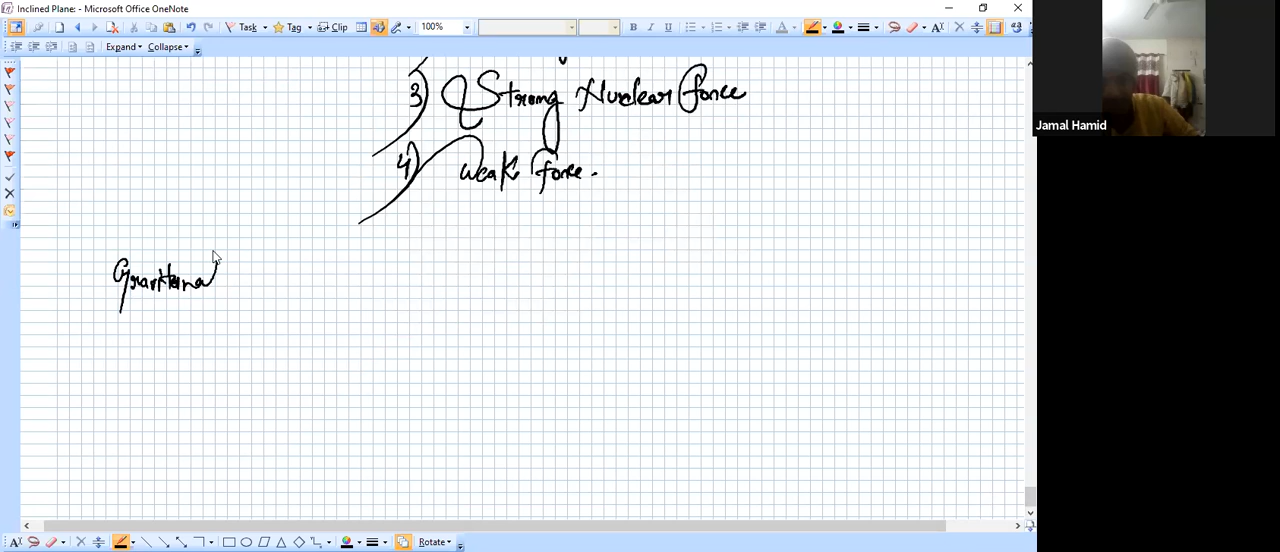 Inclined Plane: - Microsoft Office OneNote
Task Tag Clip 100% B I U A
Expand Collapse
3) Strong Nuclear force
4) weak force.
Gravitational
Rotate
Jamal Hamid